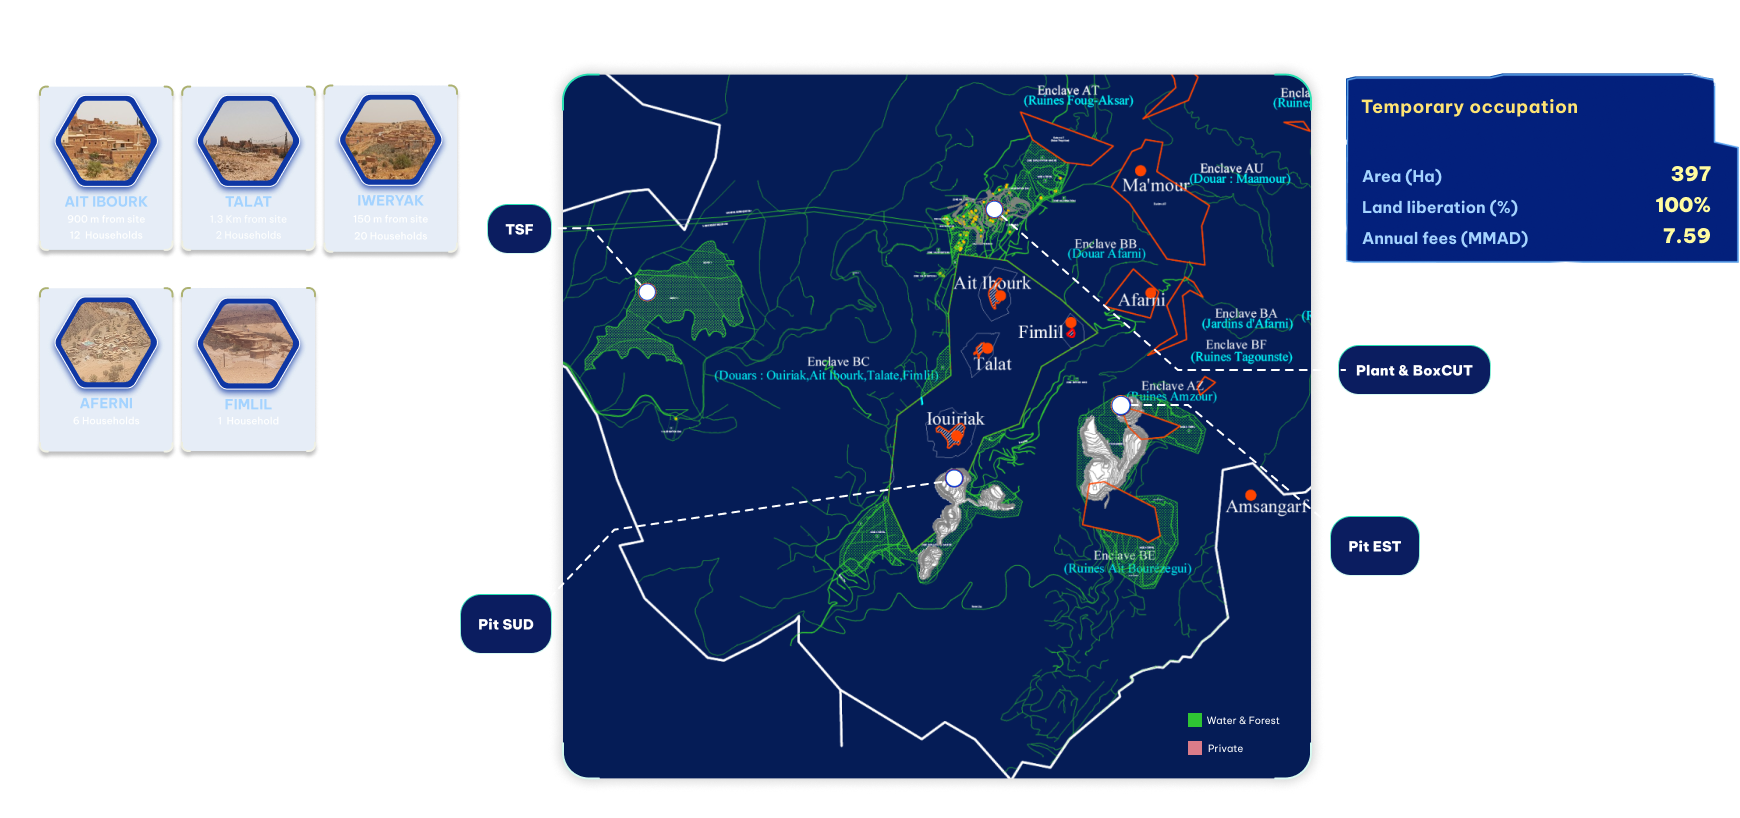 AIT IBOURK
900 m from site
12 Households
TALAT
1.3 Km from site
2 Households
IWERYAK
150 m from site
20 Households
AFERNI
6 Households
FIMLIL
1 Household
TSF
Pit SUD
Enclave AT
(Ruines Foug-Aksar)
Encla
(Ruines
Ma'mour
Enclave AU
(Douar : Maamour)
Enclave BB
(Douar Afarni)
Ait Ibourk
Afarni
Fimlil
Enclave BA
(Jardins d'Afarni)
Enclave BF
(Ruines Tagounste)
Talat
Enclave BC
(Douars : Ouiriak,Ait Ibourk,Talate,Fimlif)
Enclave AZ
(Ruines Amzour)
Iouiriak
Amsangarf
Enclave BE
(Ruines Ait Bourezegui)
Water & Forest
Private
Temporary occupation
Area (Ha) 397
Land liberation (%) 100%
Annual fees (MMAD) 7.59
Plant & BoxCUT
Pit EST